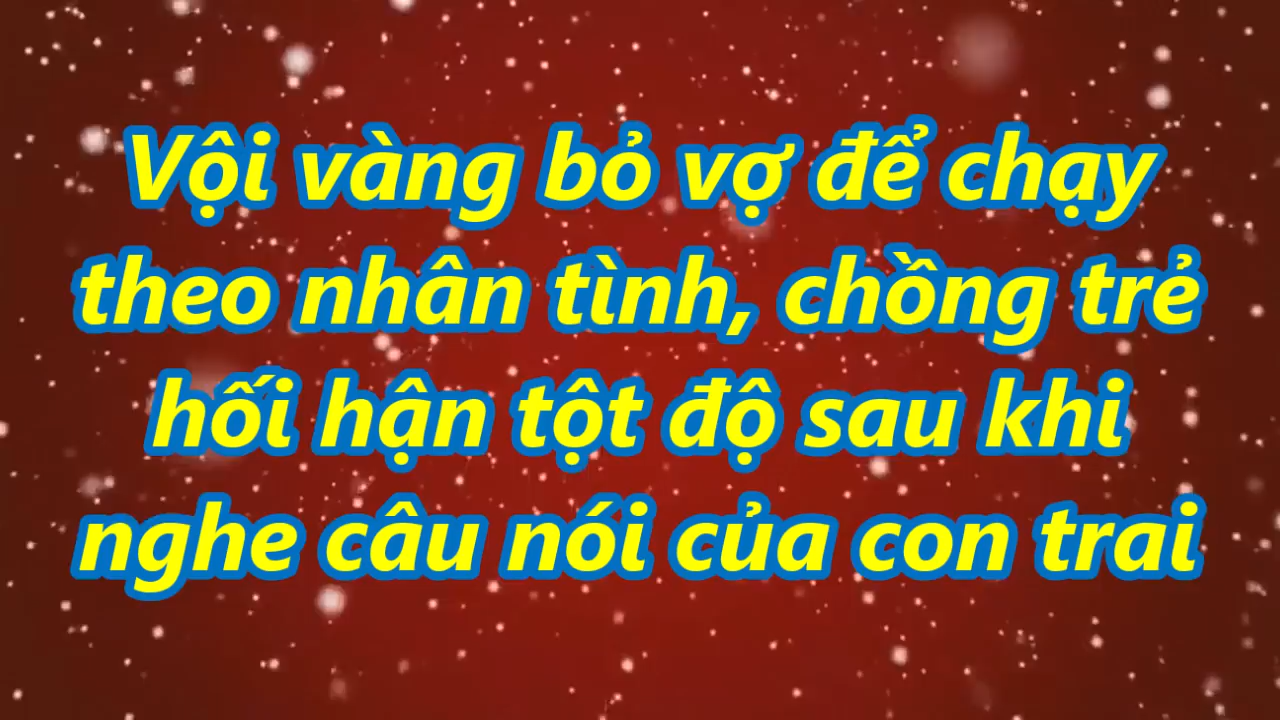 Vội vàng bỏ vợ để chạy
theo nhân tình, chồng trẻ
hối hận tột độ sau khi
nghe câu nói của con trai